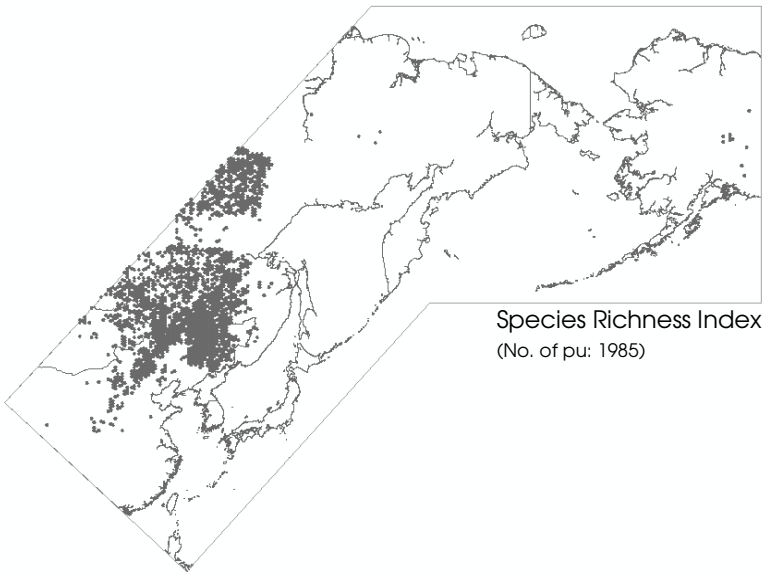 Species Richness Index
(No. of pu: 1985)